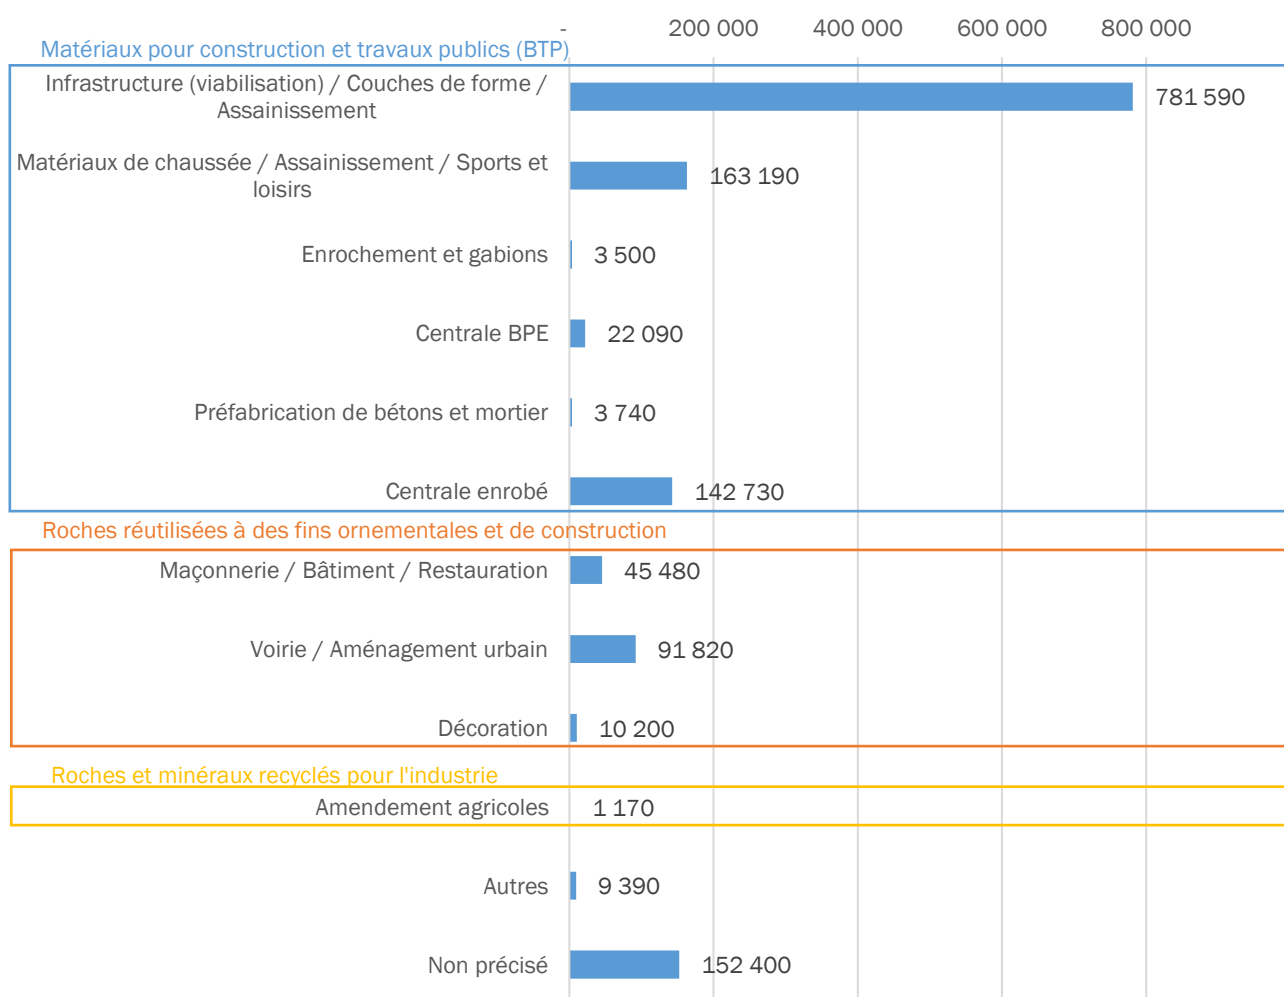 - 200 000 400 000 600 000 800 000
Matériaux pour construction et travaux publics (BTP)
Infrastructure (viabilisation) / Couches de forme /
Assainissement
781 590
Matériaux de chaussée / Assainissement / Sports et
loisirs
163 190
Enrochement et gabions 3 500
Centrale BPE 22 090
Préfabrication de bétons et mortier 3 740
Centrale enrobé 142 730
Roches réutilisées à des fins ornementales et de construction
Maçonnerie / Bâtiment / Restauration 45 480
Voirie / Aménagement urbain 91 820
Décoration 10 200
Roches et minéraux recyclés pour l'industrie
Amendement agricoles 1 170
Autres 9 390
Non précisé 152 400